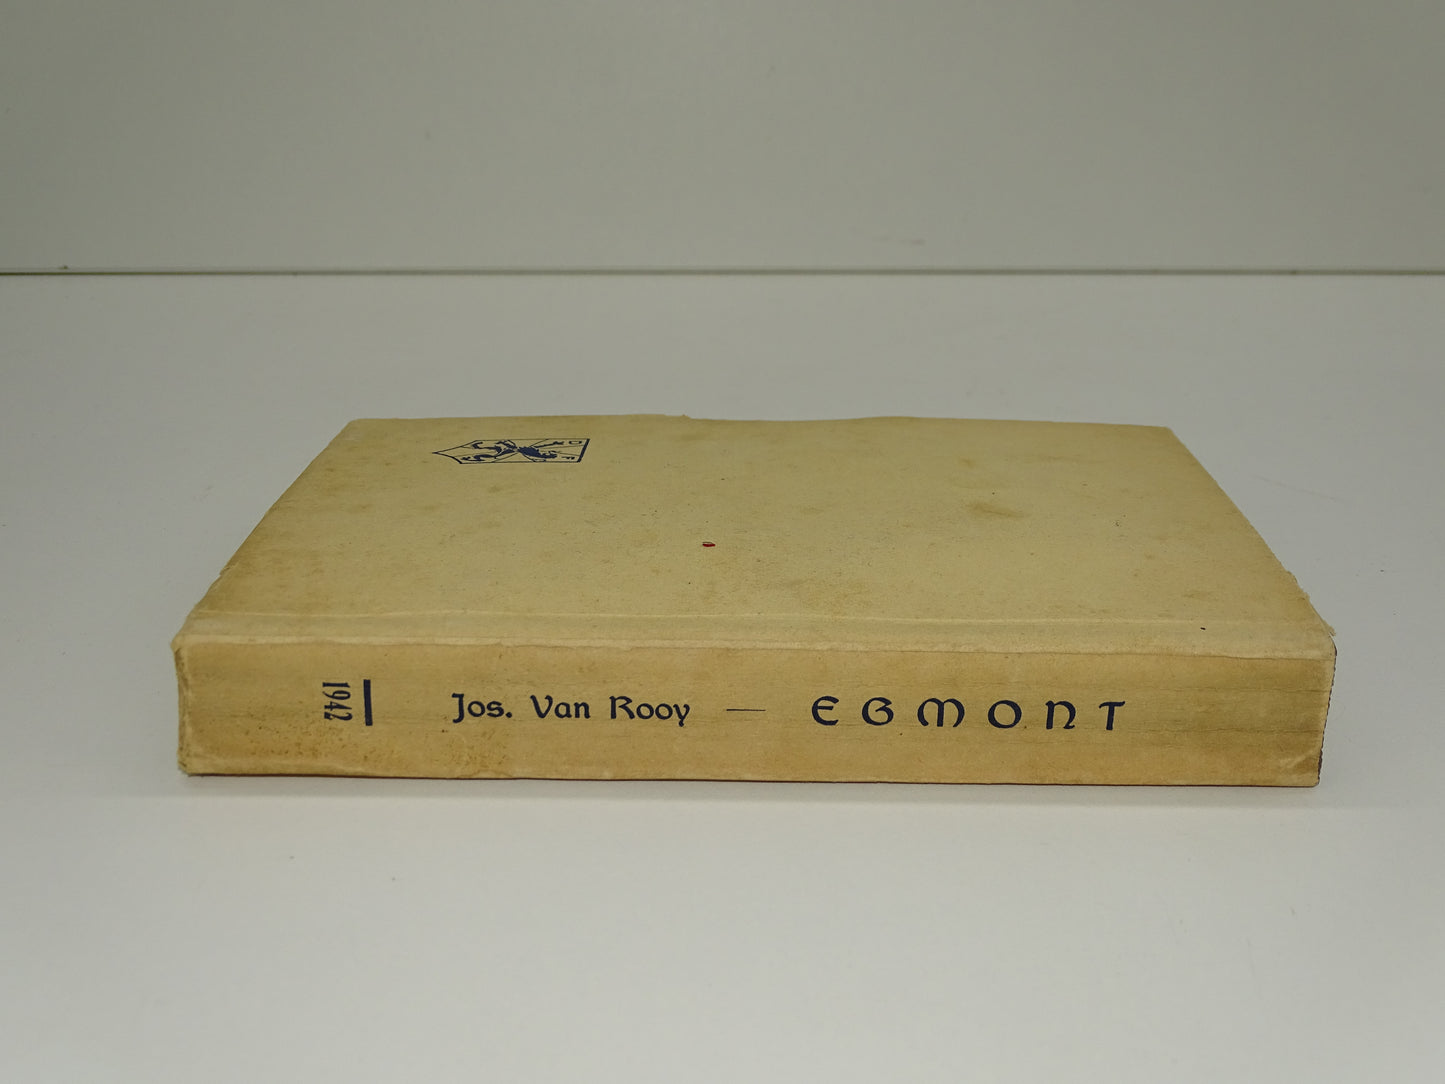 1942
Jos. Van Rooy — EGMONT